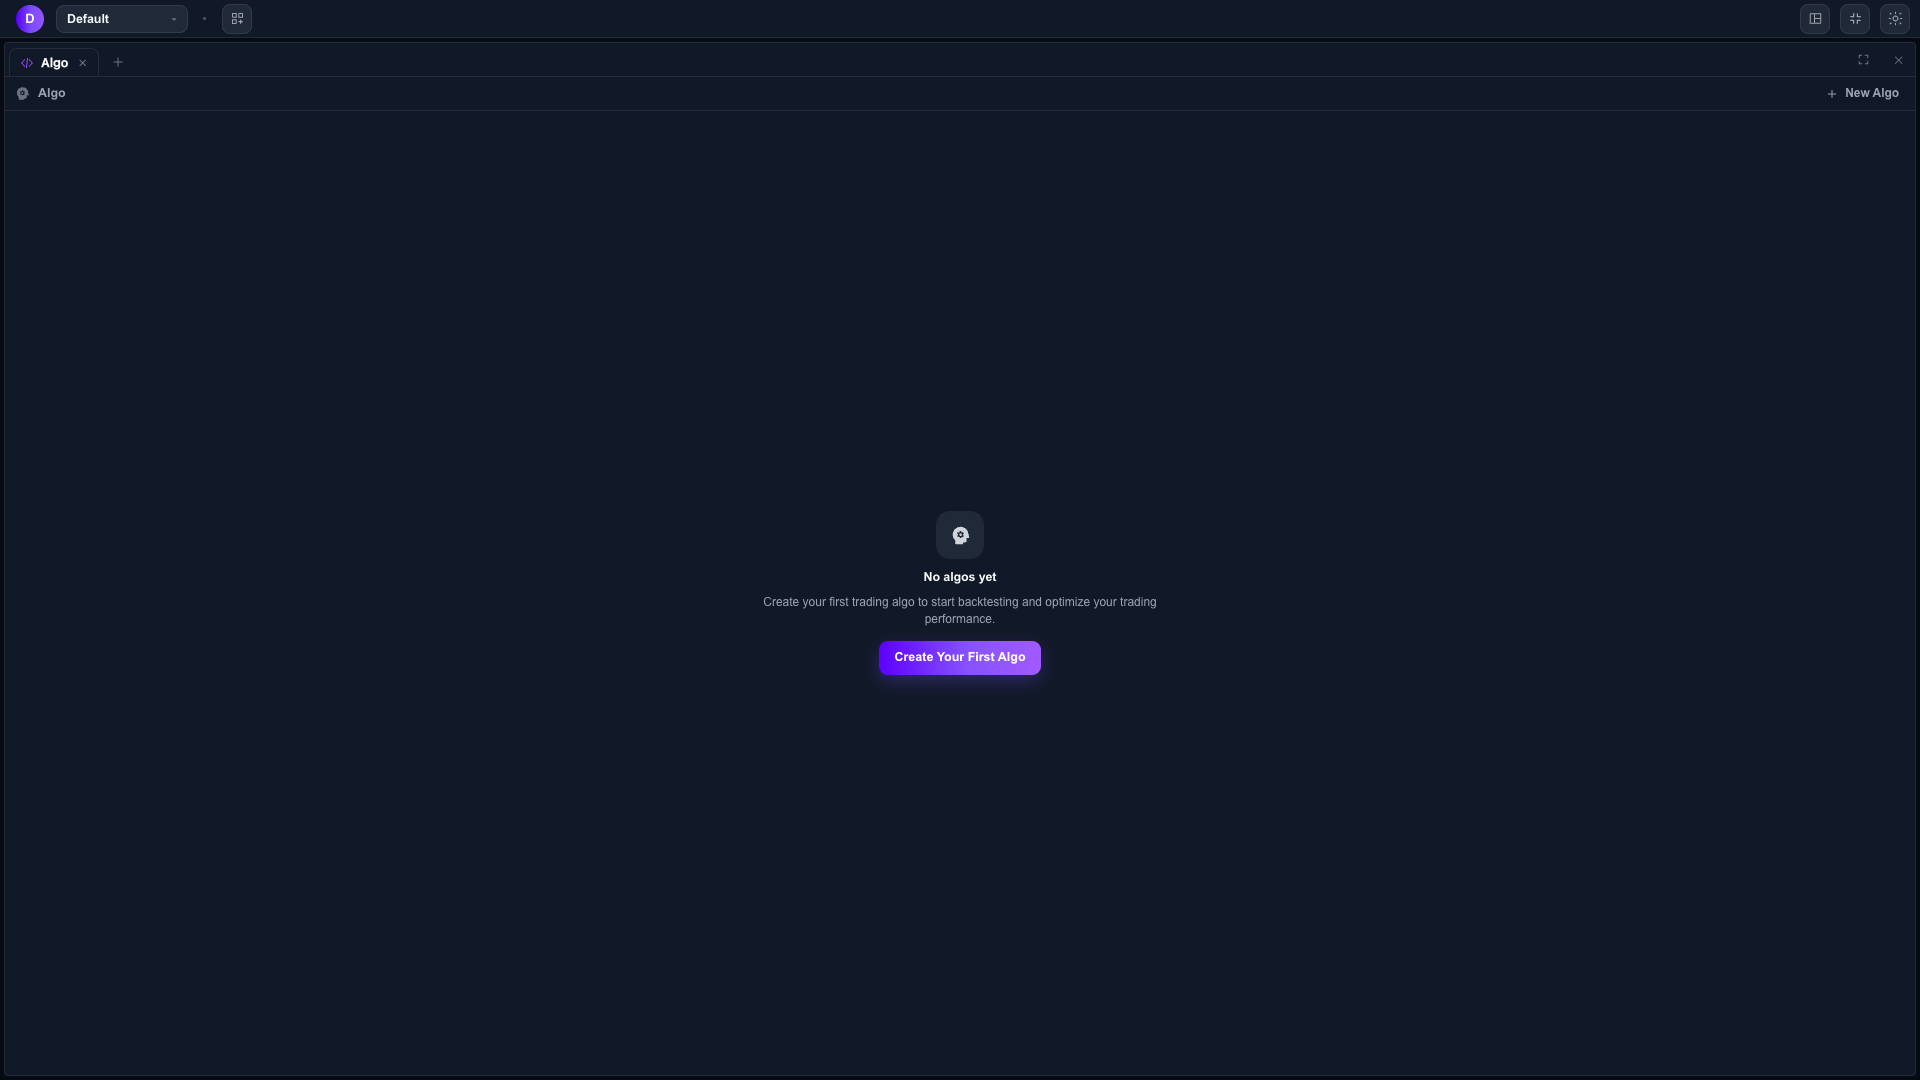 D
Default
Algo
Algo
New Algo
No algos yet
Create your first trading algo to start backtesting and optimize your trading
performance.
Create Your First Algo